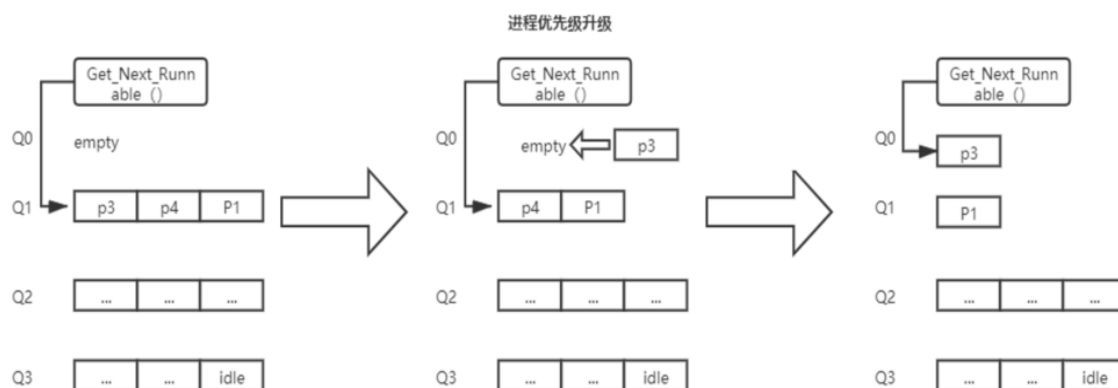 进程优先级升级
Get_Next_Runn
able（）
Q0
empty
Q1
p3
p4
P1
Q2
...
...
...
Q3
...
...
idle
Get_Next_Runn
able（）
Q0
empty
p3
Q1
p4
P1
Q2
...
...
...
Q3
...
...
idle
Get_Next_Runn
able（）
Q0
p3
Q1
P1
Q2
...
...
...
Q3
...
...
idle